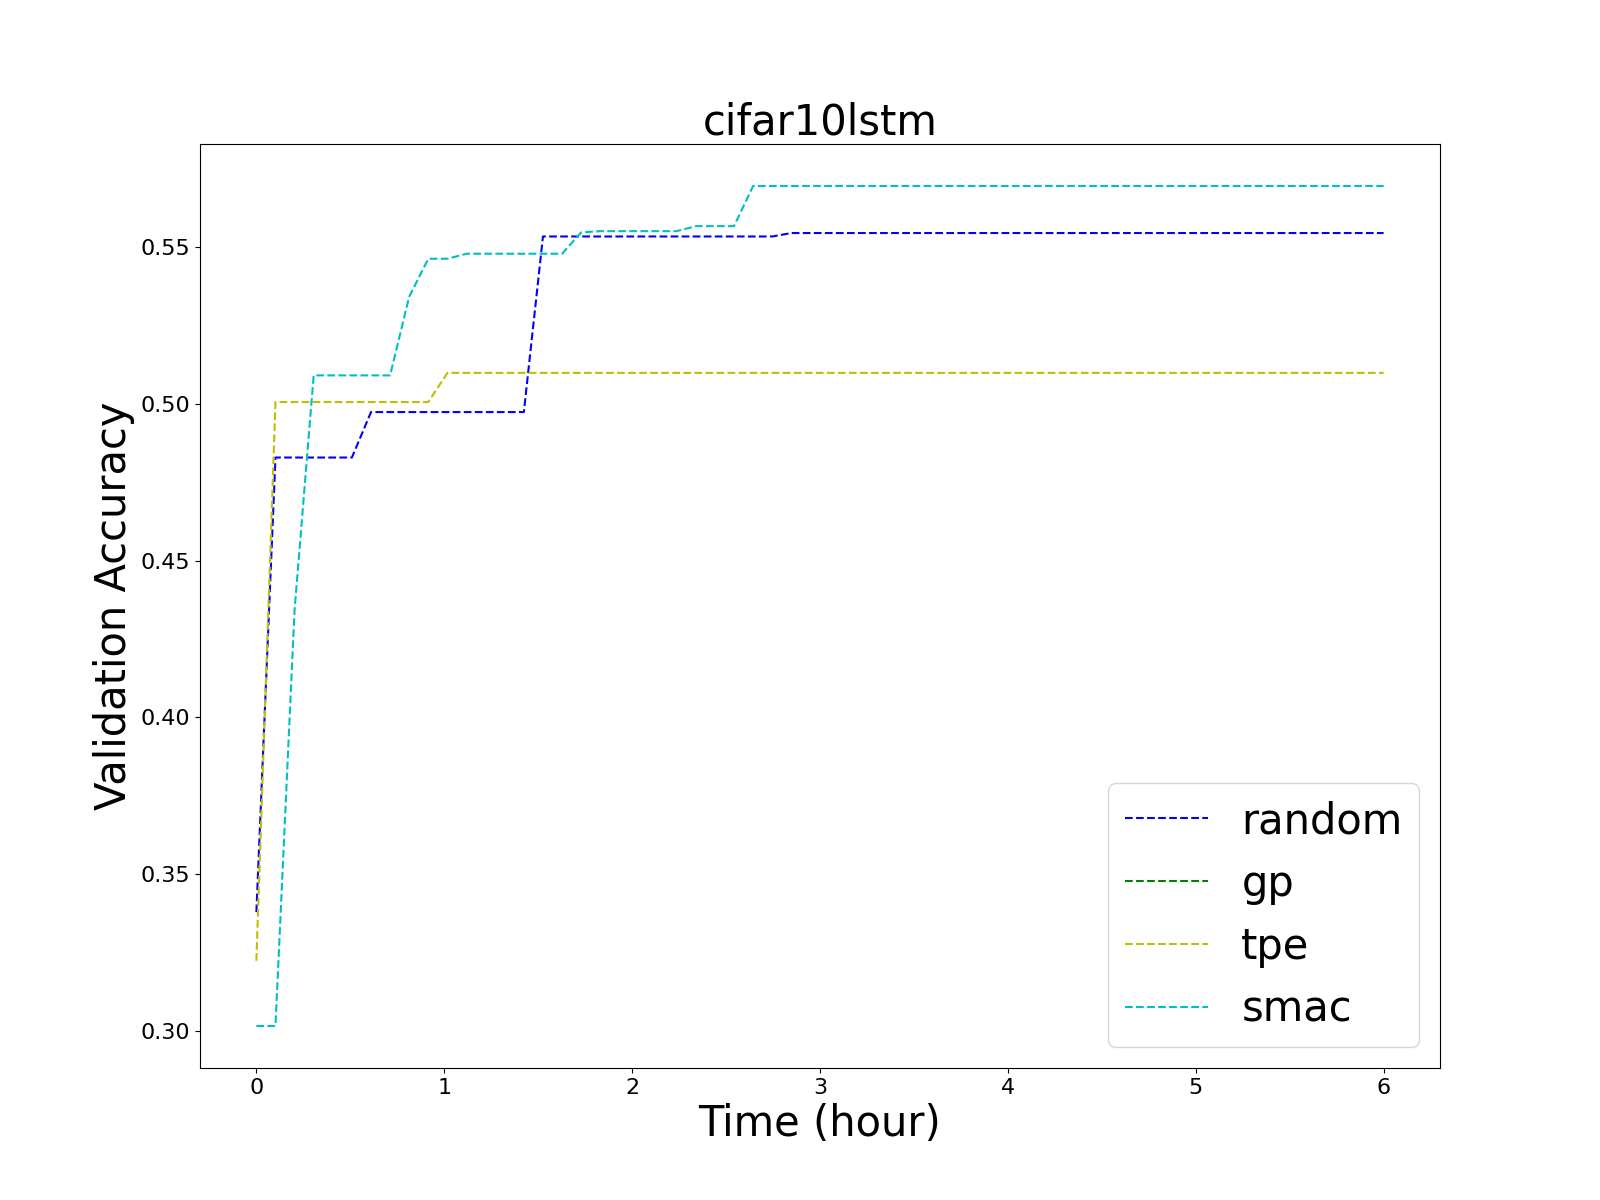 cifar10lstm
Validation Accuracy
0.55
0.50
0.45
0.40
0.35
0.30
random
gp
tpe
smac
0 1 2 3 4 5 6
Time (hour)